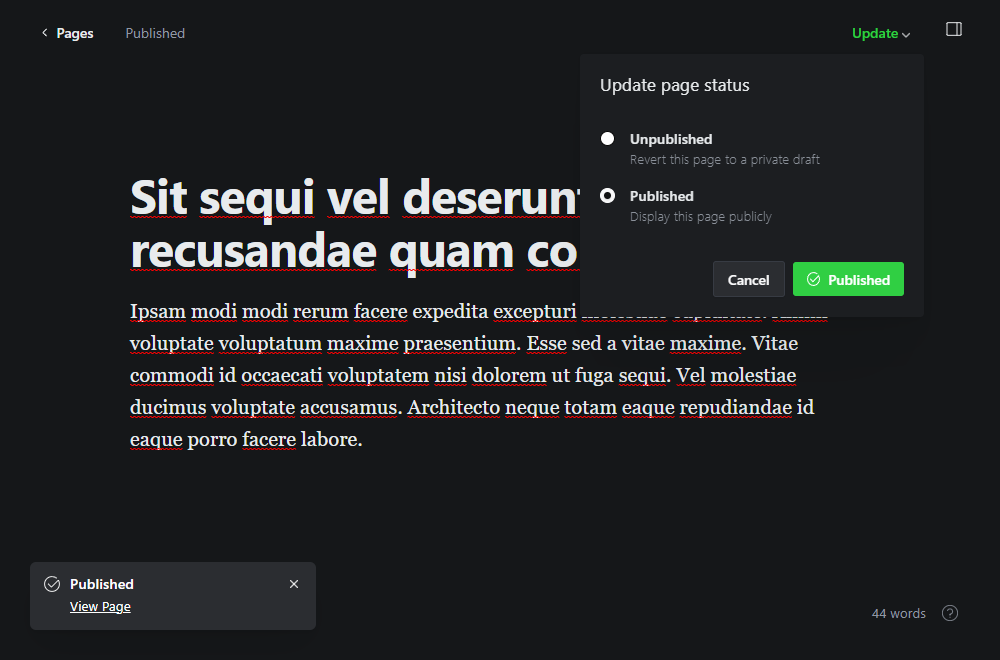 Pages
Published
Update
Update page status
Unpublished
Revert this page to a private draft
Published
Display this page publicly
Cancel
Published
Sit sequi vel deserunt
recusandae quam co
Ipsam modi modi rerum facere expedita excepturi
voluptate voluptatum maxime praesentium. Esse sed a vitae maxime. Vitae
commodi id occaecati voluptatem nisi dolorem ut fuga sequi. Vel molestiae
ducimus voluptate accusamus. Architecto neque totam eaque repudiandae id
eaque porro facere labore.
Published
View Page
44 words